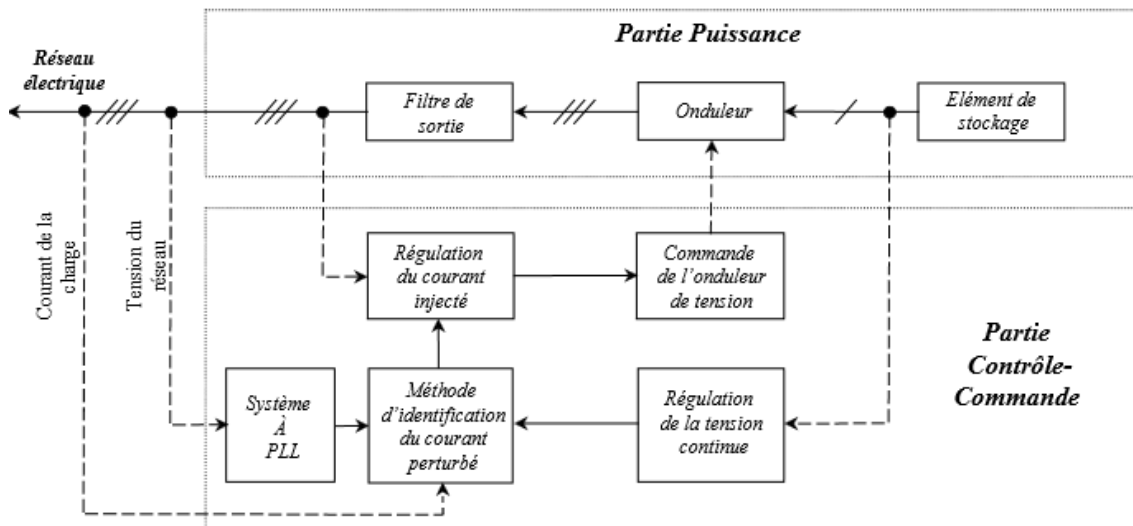 Partie Puissance
Réseau
électrique
Filtre de
sortie
Onduleur
Elément de
stockage
Courant de la
charge
Tension du
réseau
Régulation
du courant
injecté
Commande
de l'onduleur
de tension
Partie
Contrôle-
Commande
Système
À
PLL
Méthode
d'identification
du courant
perturbé
Régulation
de la tension
continue